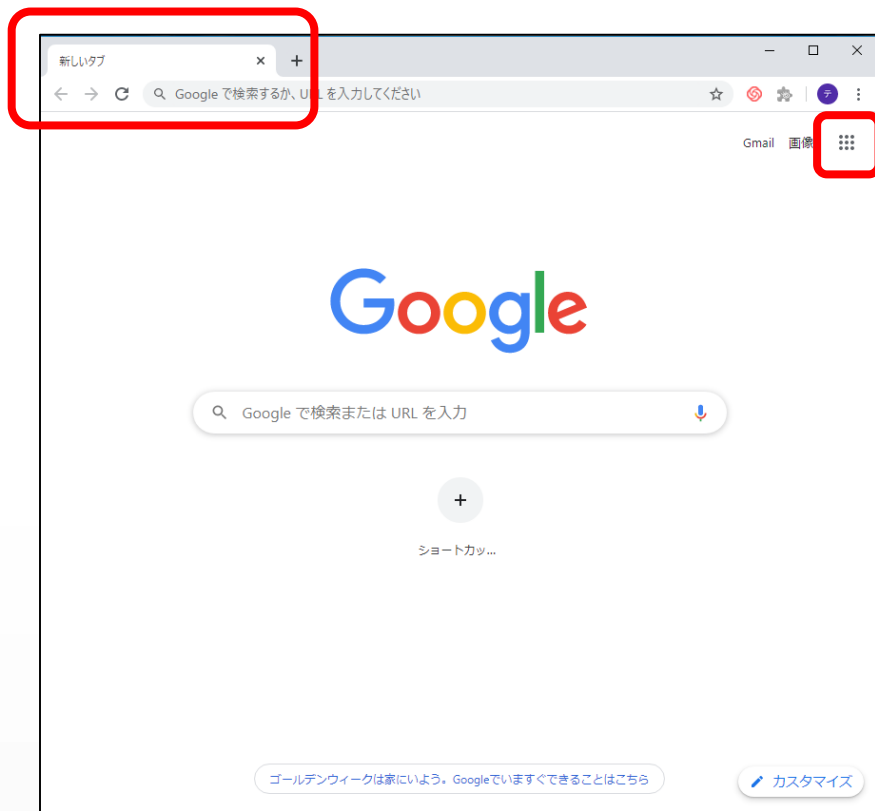 新しいタブ
Google で検索するか、URL を入力してください
テ
Gmail 画像
Google
Google で検索または URL を入力
ショートカッ...
ゴールデンウィークは家にいよう。Googleでいますぐできることはこちら
カスタマイズ